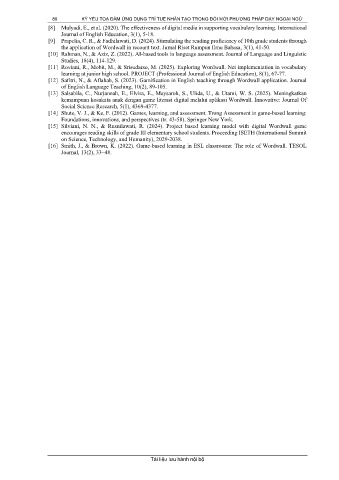 80 KỶ YẾU TỌA ĐÀM ỨNG DỤNG TRÍ TUỆ NHÂN TẠO TRONG ĐỔI MỚI PHƯƠNG PHÁP DẠY NGOẠI NGỮ
[8] Mulyadi, E., et al. (2020). The effectiveness of digital media in supporting vocabulary learning. International
Journal of English Education, 3(1), 5-18.
[9] Propelia, C. R., & Fadzlawati, D. (2024). Stimulating the reading proficiency of 10th grade students through
the application of Wordwall in recount text. Jurnal Riset Rumpun Ilmu Bahasa, 3(1), 41-50.
[10] Rahman, N., & Aziz, Z. (2022). AI-based tools in language assessment. Journal of Language and Linguistic
Studies, 18(4), 114-129.
[11] Roviani, R., Mobit, M., & Sriwulasse, M. (2025). Exploring Wordwall. Net implementation in vocabulary
learning at junior high school. PROJECT (Professional Journal of English Education), 8(1), 67-77.
[12] Safitri, N., & Aflahah, S. (2023). Gamification in English teaching through Wordwall application. Journal
of English Language Teaching, 10(2), 89-105.
[13] Salsabila, C., Nurjannah, E., Elvira, F., Maysaroh, S., Ulida, U., & Utami, W. S. (2025). Meningkatkan
kemampuan kosakata anak dengan game literasi digital melalui aplikasi Wordwall. Innovative: Journal Of
Social Science Research, 5(1), 4369-4377.
[14] Shute, V. J., & Ke, F. (2012). Games, learning, and assessment. Trong Assessment in game-based learning:
Foundations, innovations, and perspectives (tr. 43-58). Springer New York,
[15] Silviani, N. N., & Rusnilawati, R. (2024). Project based learning model with digital Wordwall game
encourages reading skills of grade III elementary school students. Proceeding ISETH (International Summit
on Science, Technology, and Humanity), 2029-2038.
[16] Smith, J., & Brown, K. (2022). Game-based learning in ESL classrooms: The role of Wordwall. TESOL
Journal, 13(2), 33–48.
Tài liệu lưu hành nội bộ